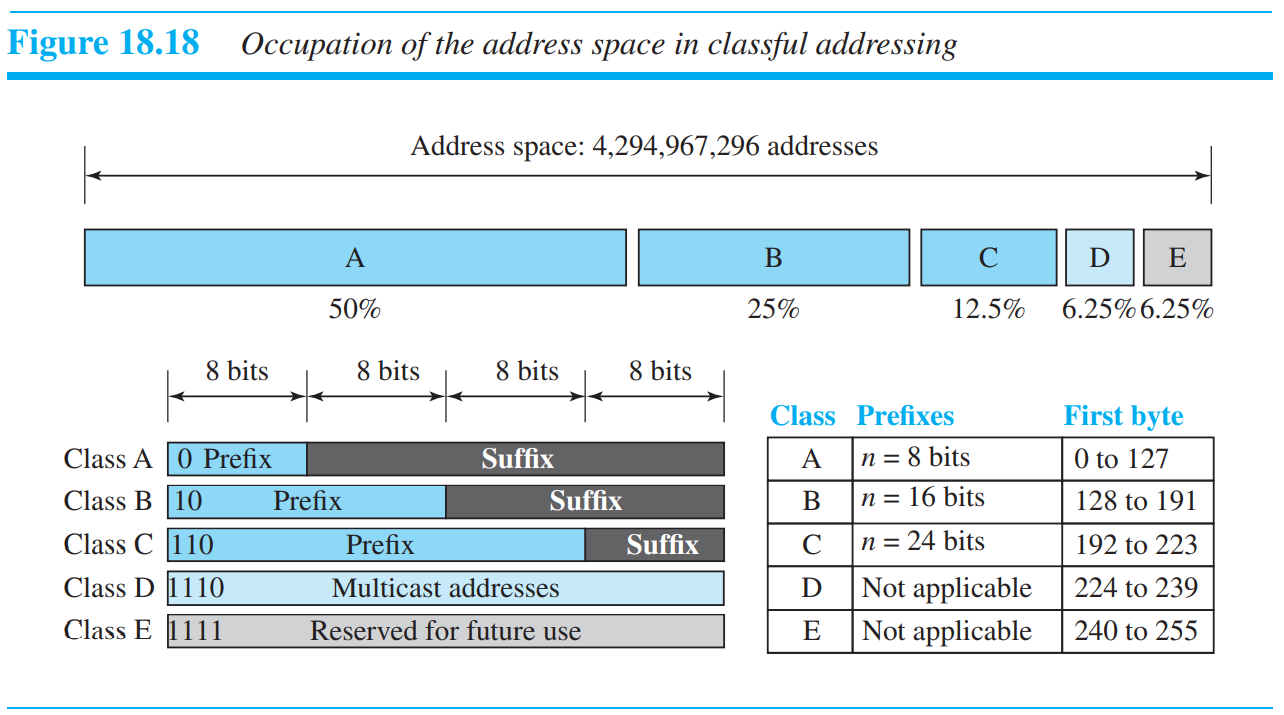 Figure 18.18 Occupation of the address space in classful addressing
Address space: 4,294,967,296 addresses
A B C D E
50% 25% 12.5% 6.25% 6.25%
8 bits 8 bits 8 bits 8 bits
Class A 0 Prefix Suffix
Class B 10 Prefix Suffix
Class C 110 Prefix Suffix
Class D 1110 Multicast addresses
Class E 1111 Reserved for future use
Class Prefixes First byte
A n = 8 bits 0 to 127
B n = 16 bits 128 to 191
C n = 24 bits 192 to 223
D Not applicable 224 to 239
E Not applicable 240 to 255